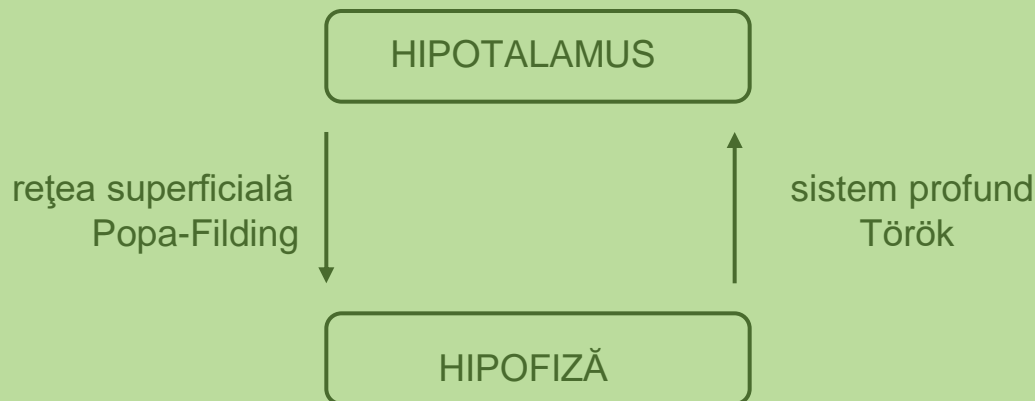 HIPOTALAMUS
reţea superficială
Popa-Filding
sistem profund
Török
HIPOFIZĂ